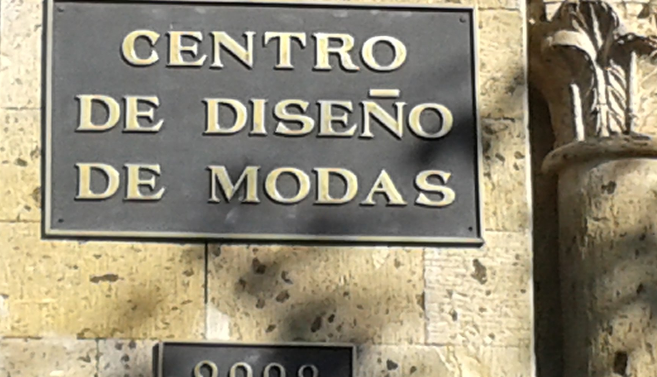 CENTRO
DE DISEÑO
DE MODAS